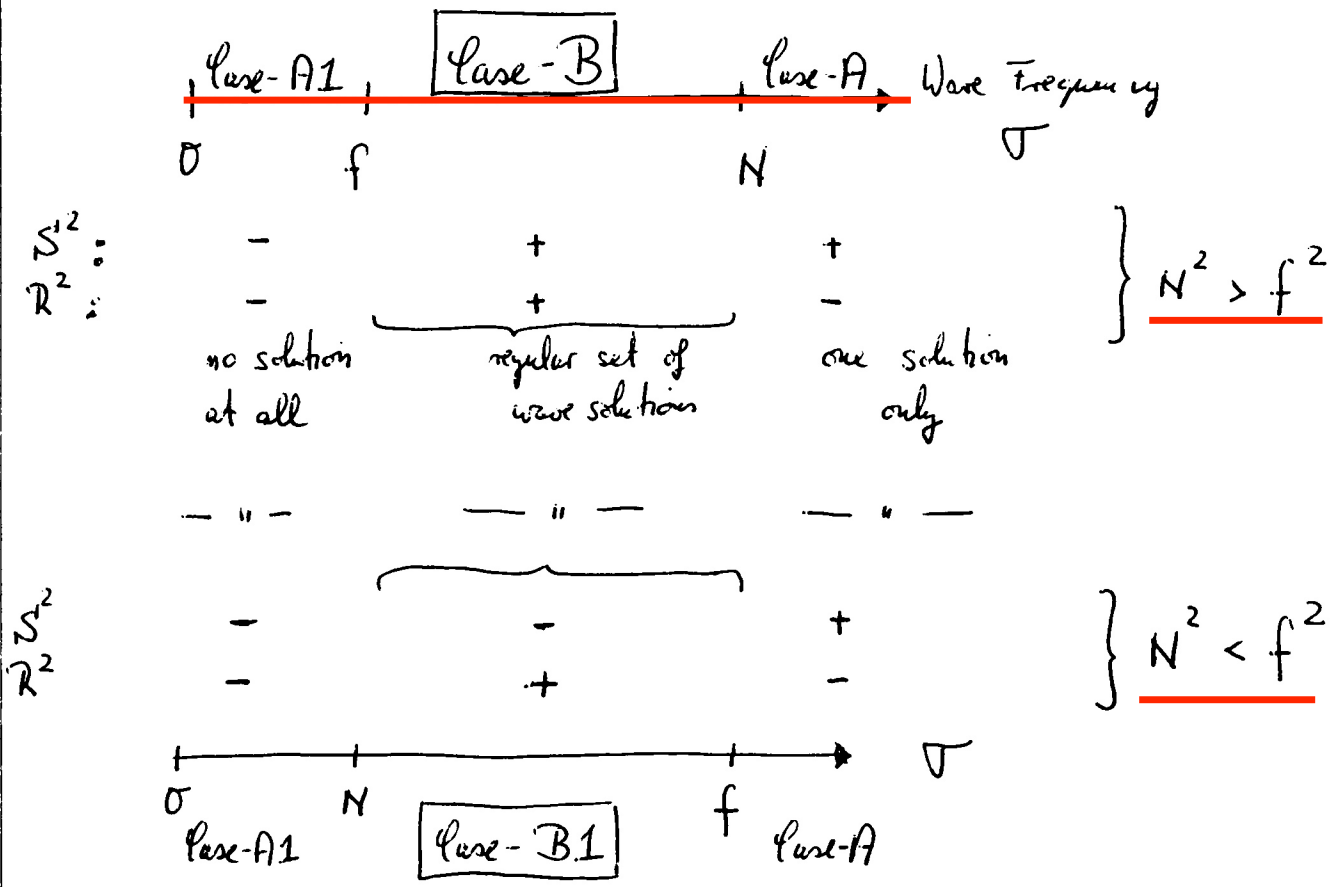 Case-A1 Case-B Case-A Wave Frequency
0 f N σ
S²: - + +
R²: - + - } N² > f²
no solution regular set of one solution
at all wave solutions only
— " — — " — — " —
S² - - +
R² - + - } N² < f²
0 N f σ
Case-A1 Case-B.1 Case-A